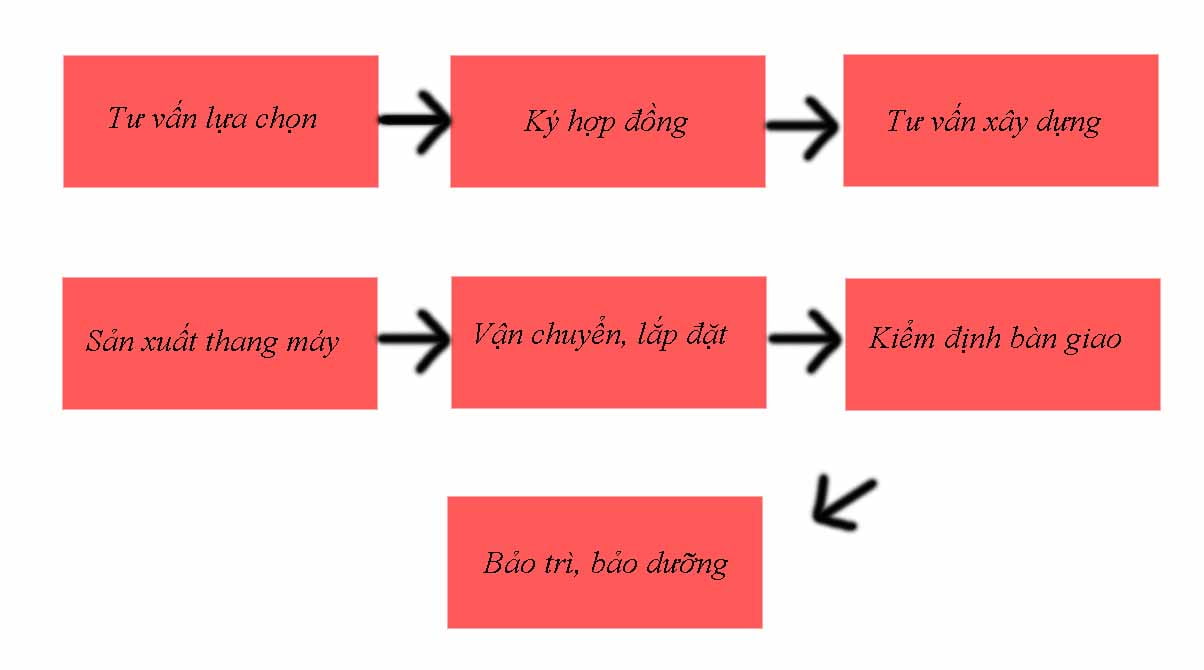 Tư vấn lựa chọn
Ký hợp đồng
Tư vấn xây dựng
Sản xuất thang máy
Vận chuyển, lắp đặt
Kiểm định bàn giao
Bảo trì, bảo dưỡng